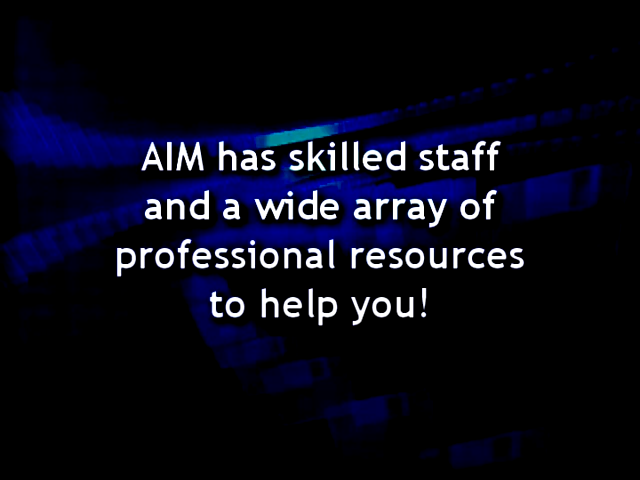 AIM has skilled staff
and a wide array of
professional resources
to help you!